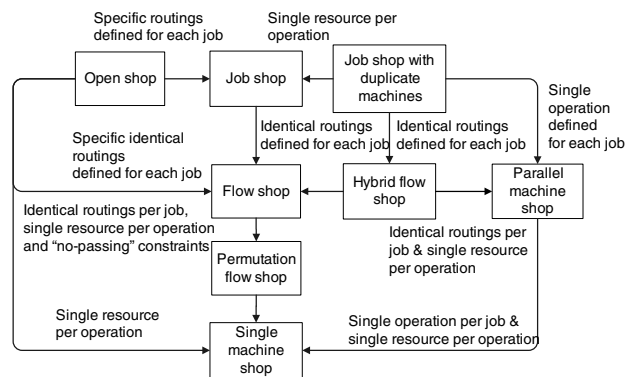 Specific routings
defined for each job
Single resource per
operation
Open shop
Job shop
Job shop with
duplicate machines
Single
operation
defined
for each job
Identical routings
defined for each job
Identical routings
defined for each job
Specific identical
routings
defined for each job
Flow shop
Hybrid flow
shop
Parallel
machine
shop
Identical routings per job,
single resource per operation
and “no-passing” constraints
Identical routings per
job & single resource
per operation
Permutation
flow shop
Single resource
per operation
Single
machine
shop
Single operation per job &
single resource per operation